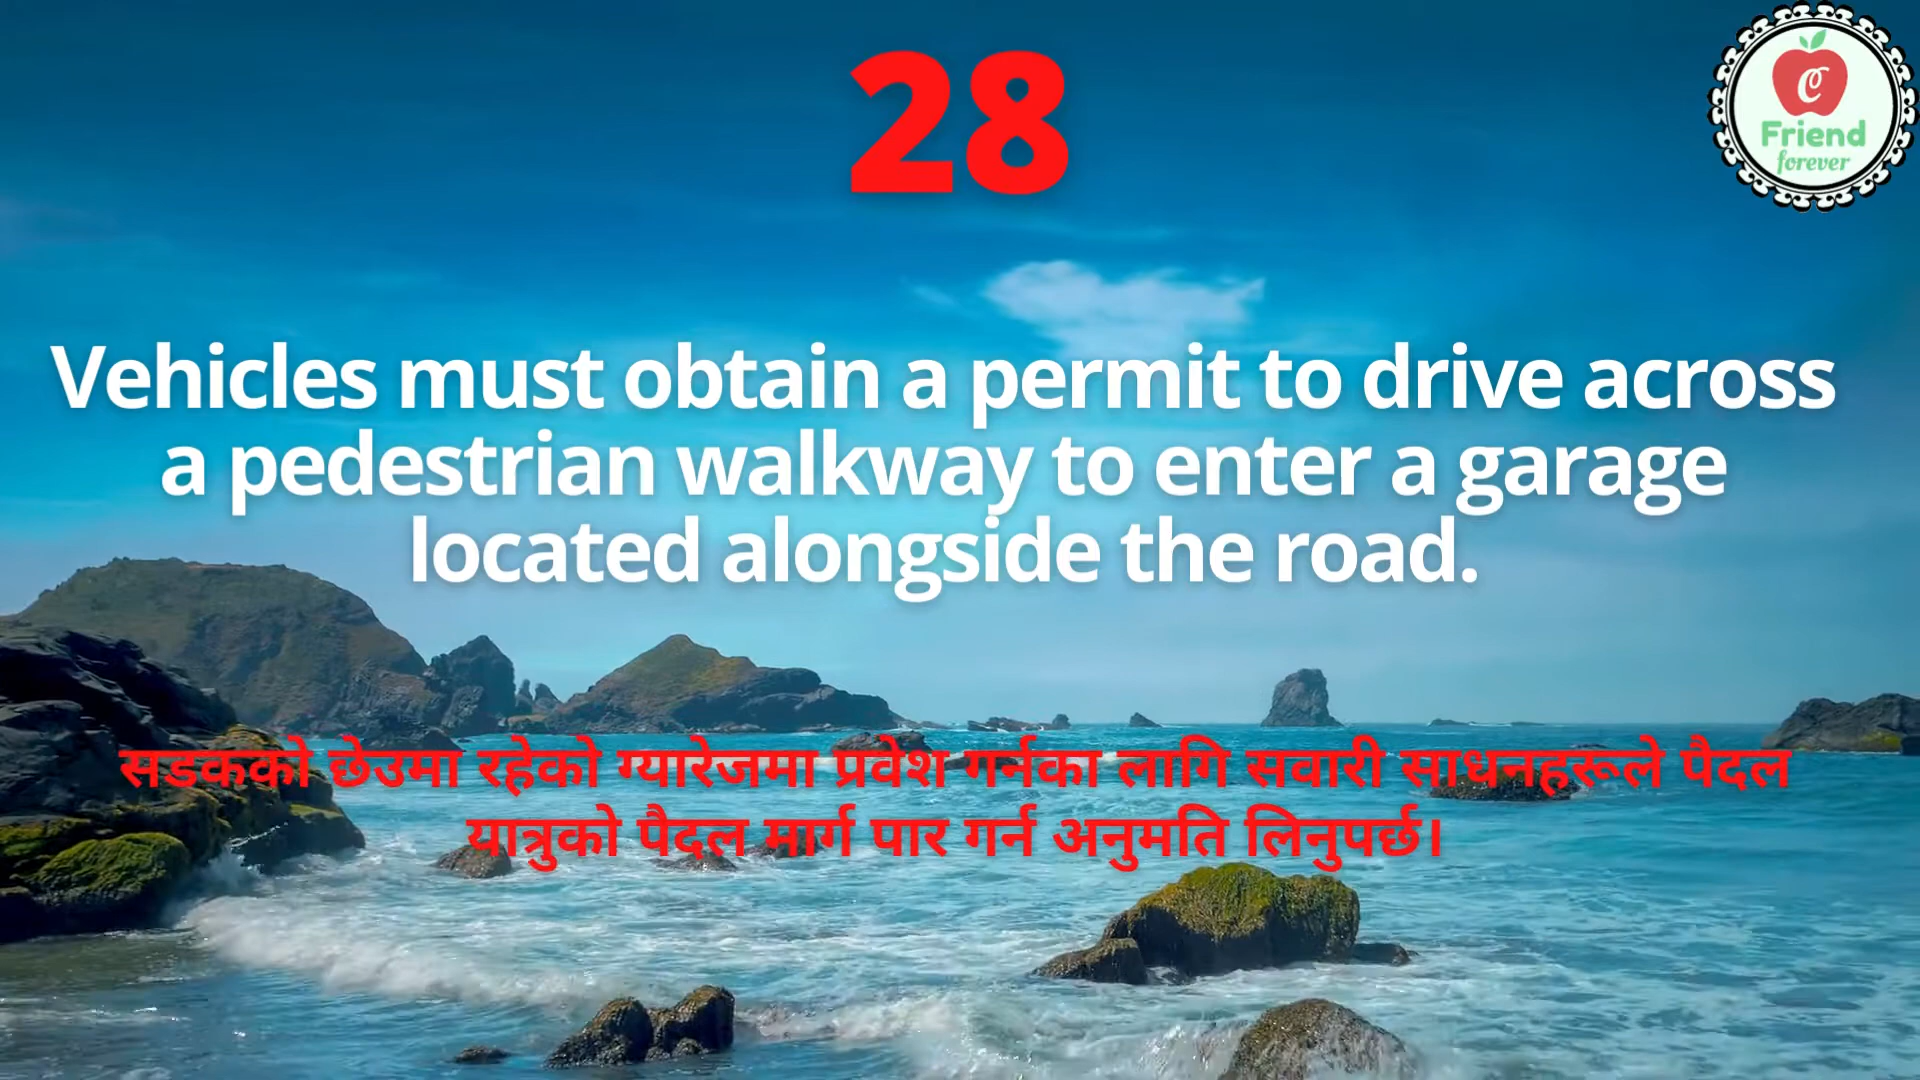 28
Friend
forever
Vehicles must obtain a permit to drive across
a pedestrian walkway to enter a garage
located alongside the road.
सडकको छेउमा रहेको ग्यारेजमा प्रवेश गर्नका लागि सवारी साधनहरूले पैदल
यात्रुको पैदल मार्ग पार गर्न अनुमति लिनुपर्छ।